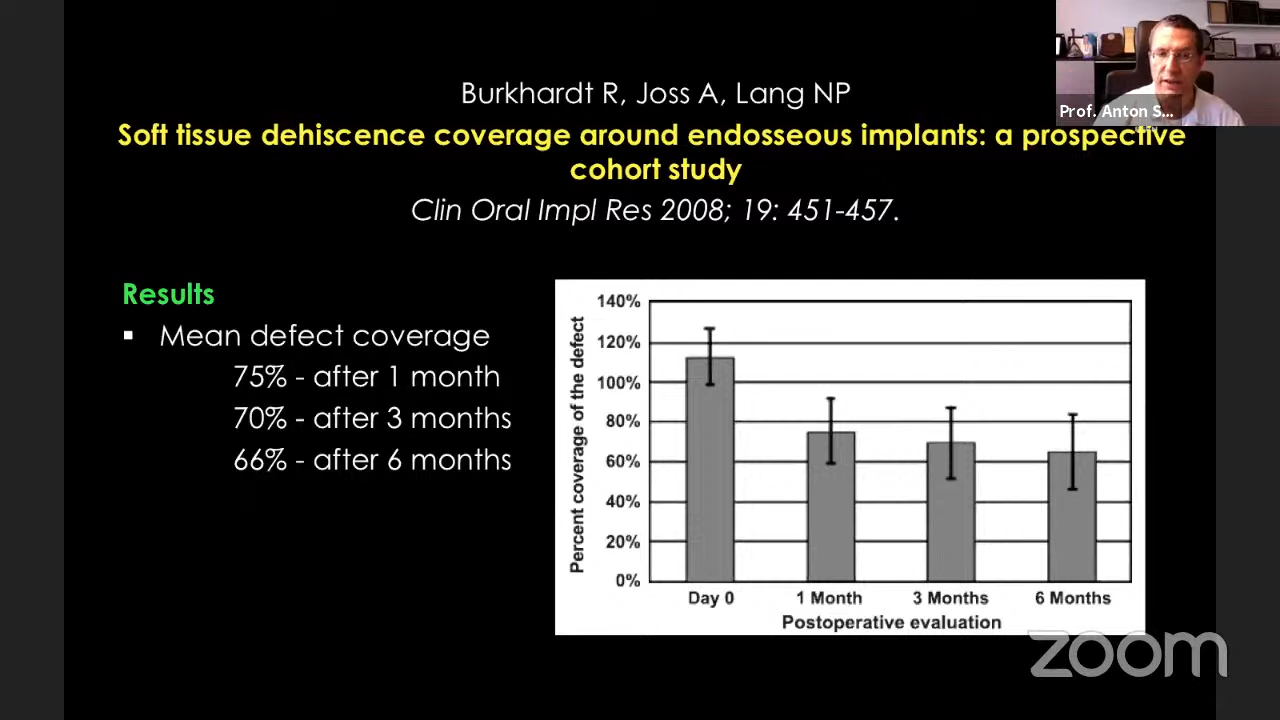 Burkhardt R, Joss A, Lang NP
Soft tissue dehiscence coverage around endosseous implants: a prospective
cohort study
Clin Oral Impl Res 2008; 19: 451-457.
Prof. Anton S...
Results
▪ Mean defect coverage
75% - after 1 month
70% - after 3 months
66% - after 6 months
Percent coverage of the defect
140%
120%
100%
80%
60%
40%
20%
0%
Day 0 1 Month 3 Months 6 Months
Postoperative evaluation
zoom